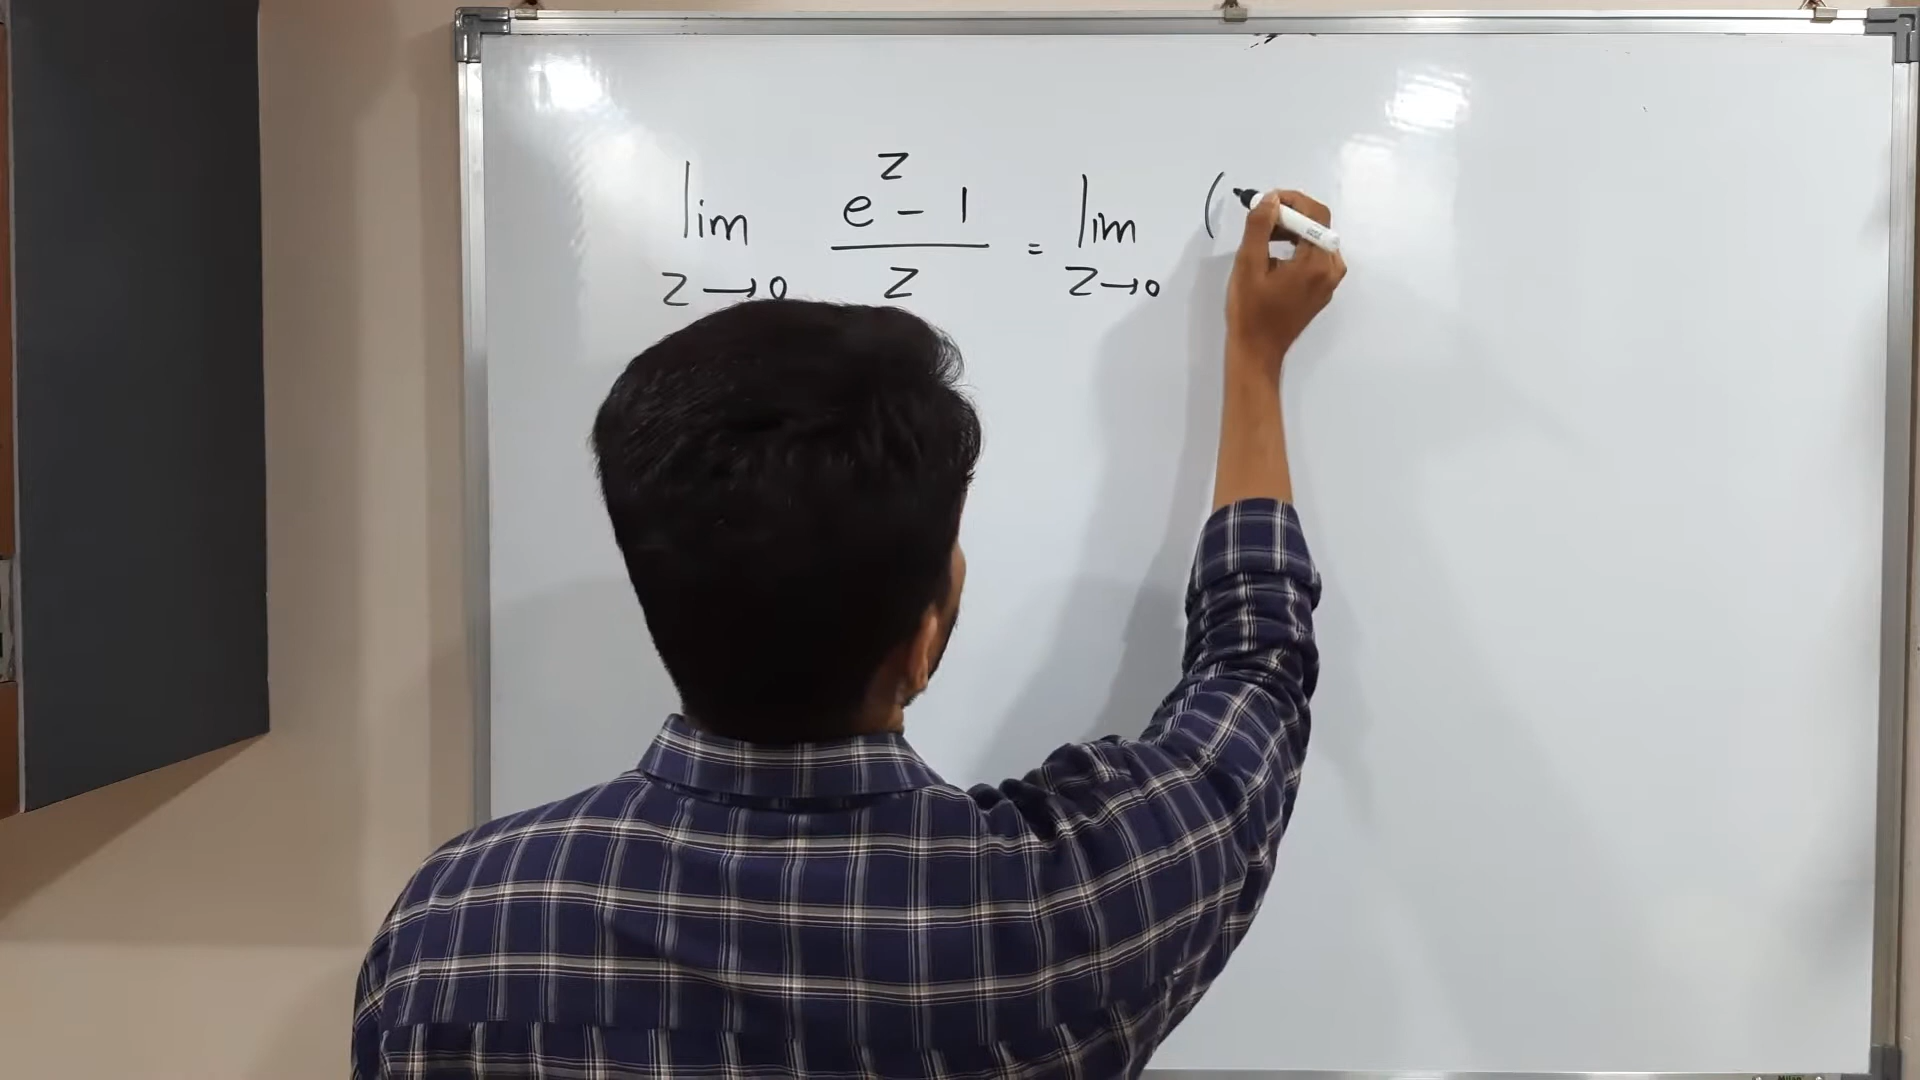 lim e^z - 1 / z = lim (
z → 0 z → 0